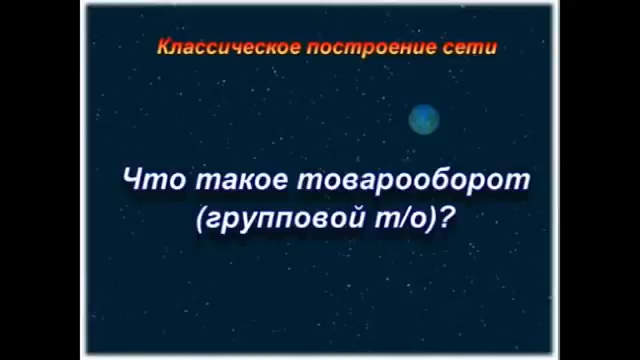 Классическое построение сети
Что такое товарооборот
(групповой т/о)?